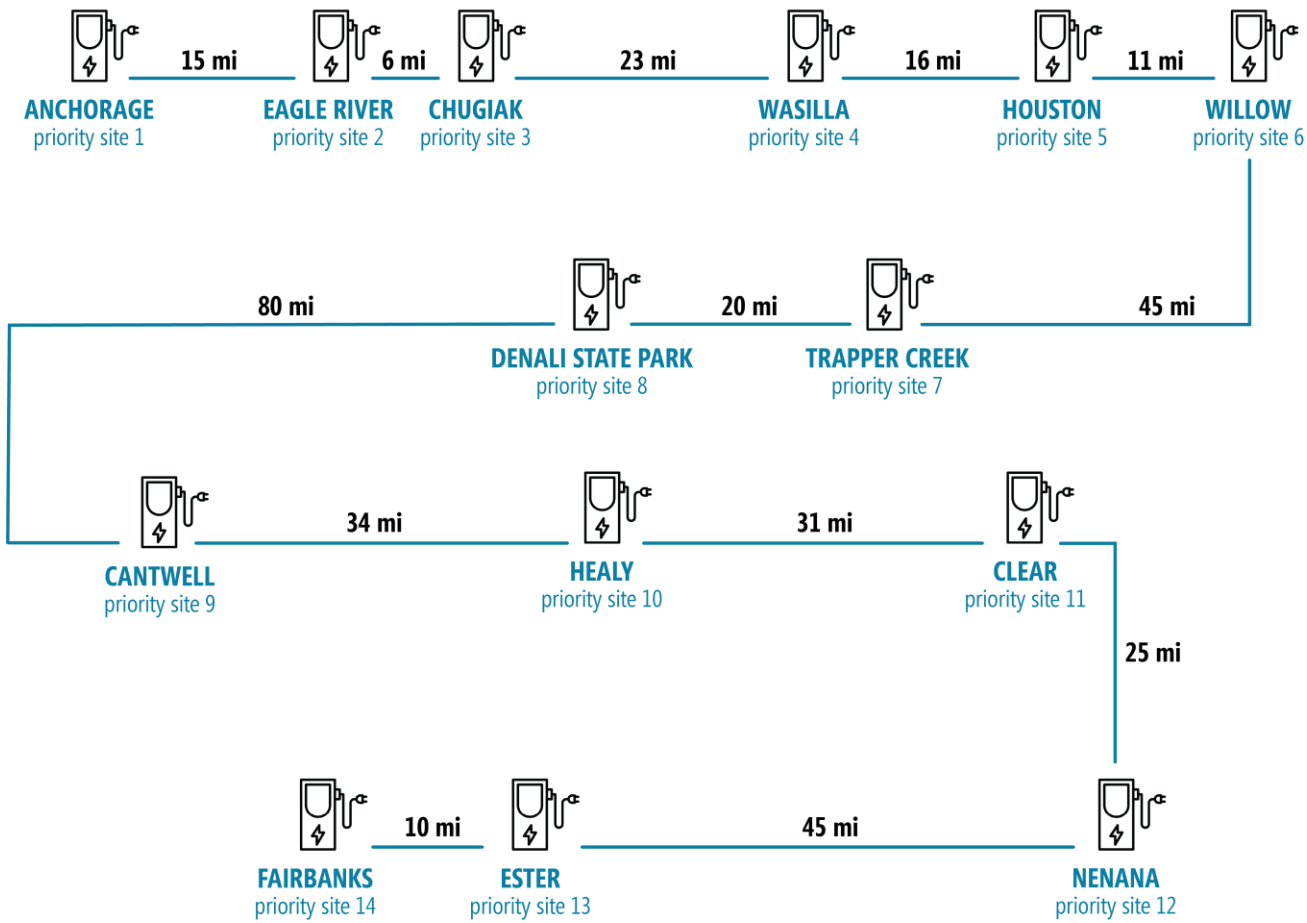 15 mi
6 mi
23 mi
16 mi
11 mi
ANCHORAGE
priority site 1
EAGLE RIVER
priority site 2
CHUGIAK
priority site 3
WASILLA
priority site 4
HOUSTON
priority site 5
WILLOW
priority site 6
80 mi
20 mi
45 mi
DENALI STATE PARK
priority site 8
TRAPPER CREEK
priority site 7
34 mi
31 mi
CANTWELL
priority site 9
HEALY
priority site 10
CLEAR
priority site 11
25 mi
10 mi
45 mi
FAIRBANKS
priority site 14
ESTER
priority site 13
NENANA
priority site 12